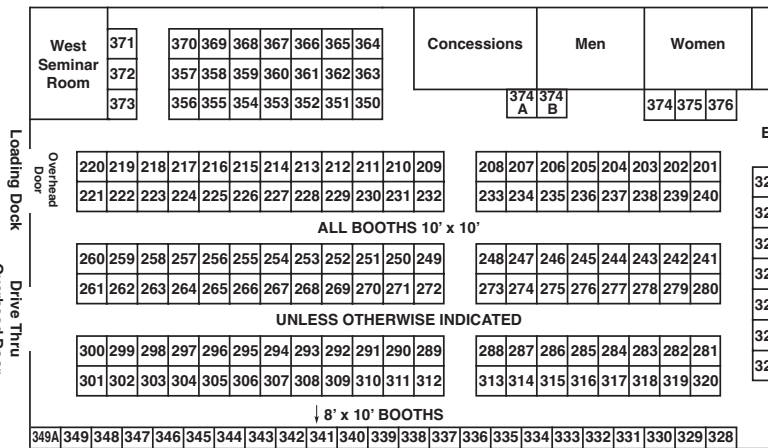 West
Seminar
Room
371
372
373
370 369 368 367 366 365 364
357 358 359 360 361 362 363
356 355 354 353 352 351 350
Concessions
Men
Women
374
A
374
B
374 375 376
Loading Dock
Overhead
Door
220 219 218 217 216 215 214 213 212 211 210 209
208 207 206 205 204 203 202 201
221 222 223 224 225 226 227 228 229 230 231 232
233 234 235 236 237 238 239 240
ALL BOOTHS 10' x 10'
260 259 258 257 256 255 254 253 252 251 250 249
248 247 246 245 244 243 242 241
261 262 263 264 265 266 267 268 269 270 271 272
273 274 275 276 277 278 279 280
Drive Thru
UNLESS OTHERWISE INDICATED
300 299 298 297 296 295 294 293 292 291 290 289
288 287 286 285 284 283 282 281
301 302 303 304 305 306 307 308 309 310 311 312
313 314 315 316 317 318 319 320
↓ 8' x 10' BOOTHS
349A 349 348 347 346 345 344 343 342 341 340 339 338 337 336 335 334 333 332 331 330 329 328